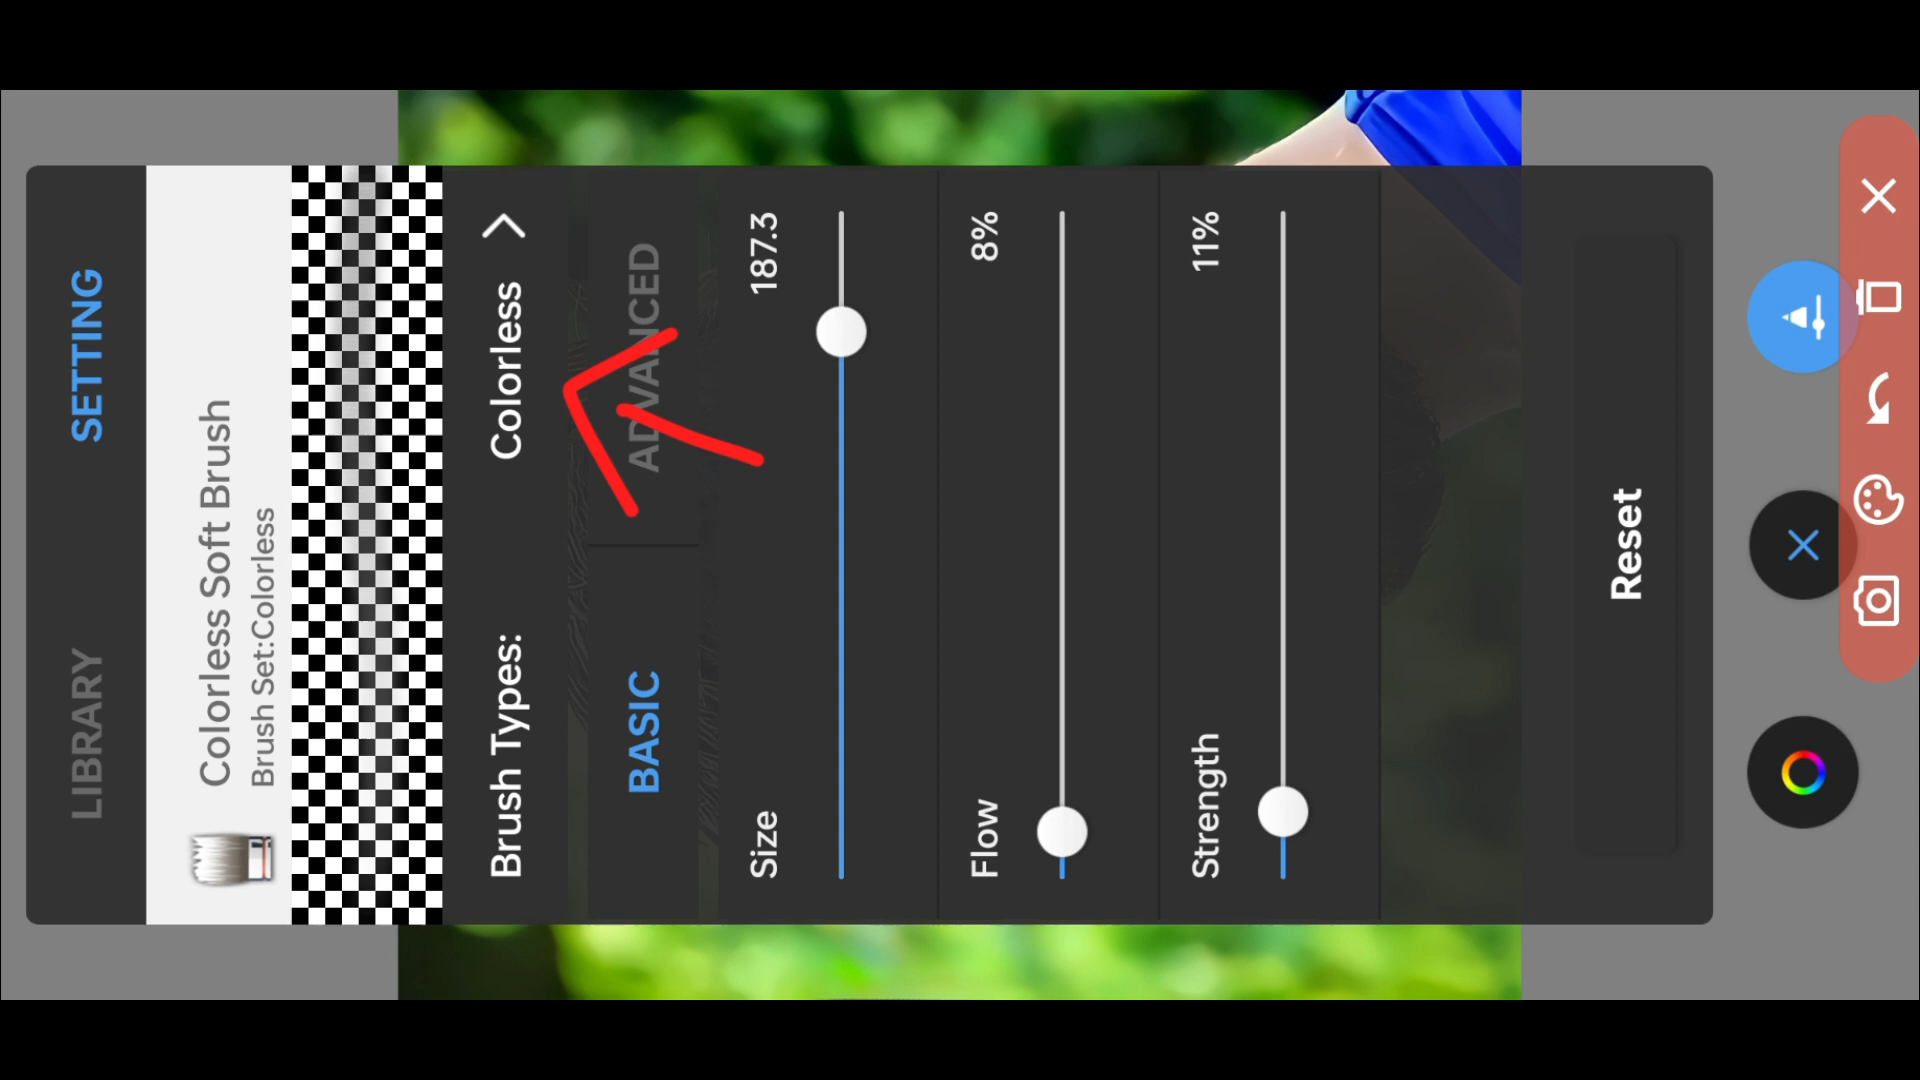 LIBRARY SETTING
Colorless Soft Brush
Brush Set:Colorless
Brush Types: Colorless
BASIC ADVANCED
Size 187.3
Flow 8%
Strength 11%
Reset